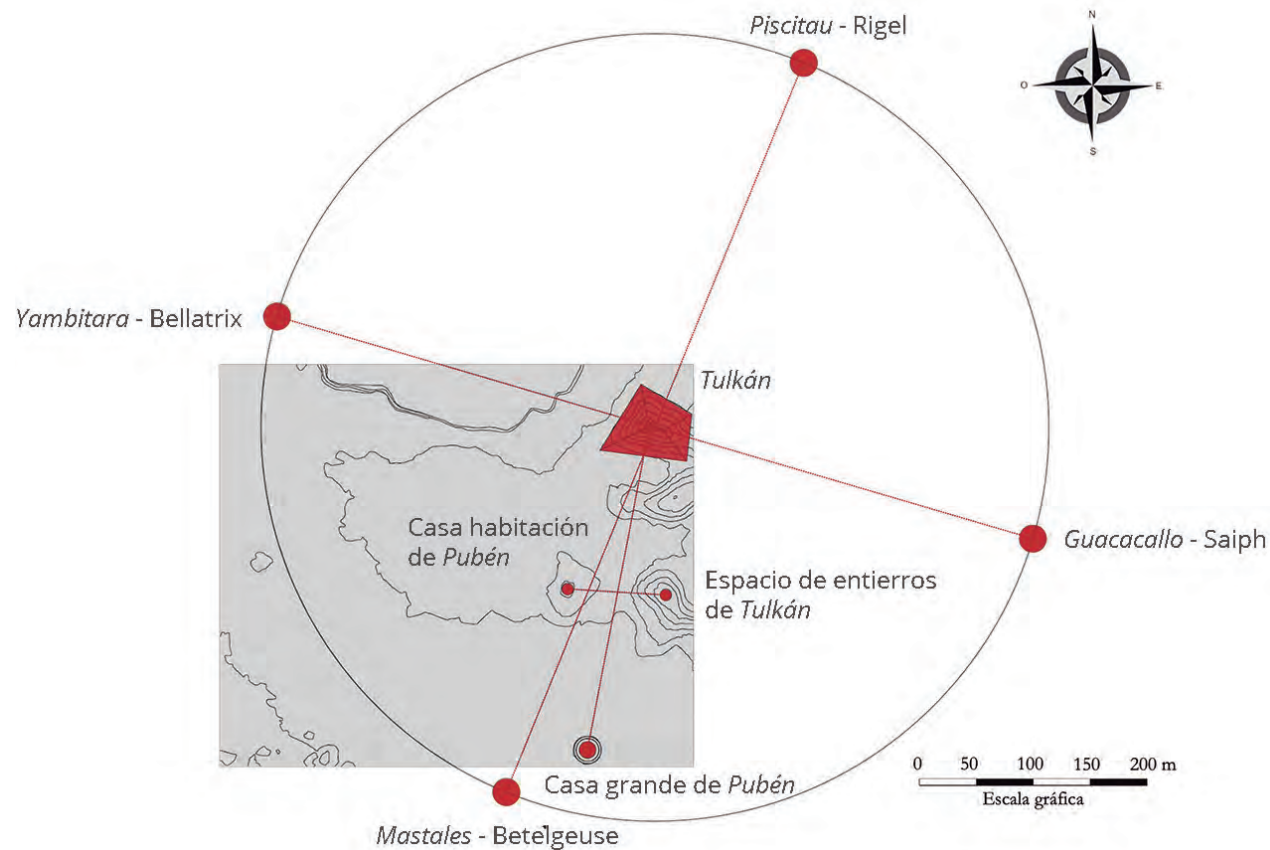 Piscitau - Rigel
N
O
E
S
Yambitara - Bellatrix
Tulkán
Casa habitación
de Pubén
Guacacallo - Saiph
Espacio de entierros
de Tulkán
0 50 100 150 200 m
Escala gráfica
Casa grande de Pubén
Mastales - Betelgeuse